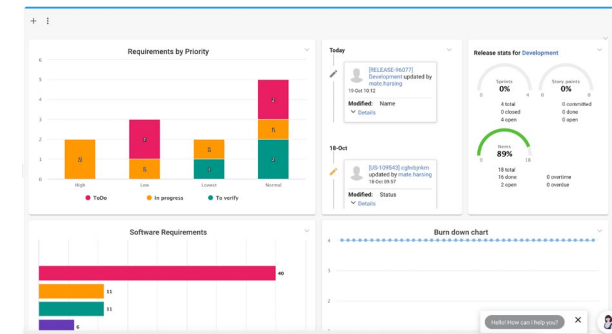 Requirements by Priority
6
5
4
3
2
1
0
High
Low
Lowest
Normal
ToDo
In progress
To verify
Today
[RELEASE-96077]
Development updated by
mate.harsing
19-Oct 10:12
Modified: Name
Details
18-Oct
[US-109543] cghvbjnkm
updated by mate.harsing
18-Oct 09:57
Modified: Status
Details
Release stats for Development
Sprints
0%
0 4
4 total
0 closed
4 open
Story points
0%
0 0
0 committed
0 done
0 open
Items
89%
0 18
18 total
16 done
2 open
0 overtime
0 overdue
Software Requirements
40
11
11
6
Burn down chart
4
3
2
Hello! How can I help you?